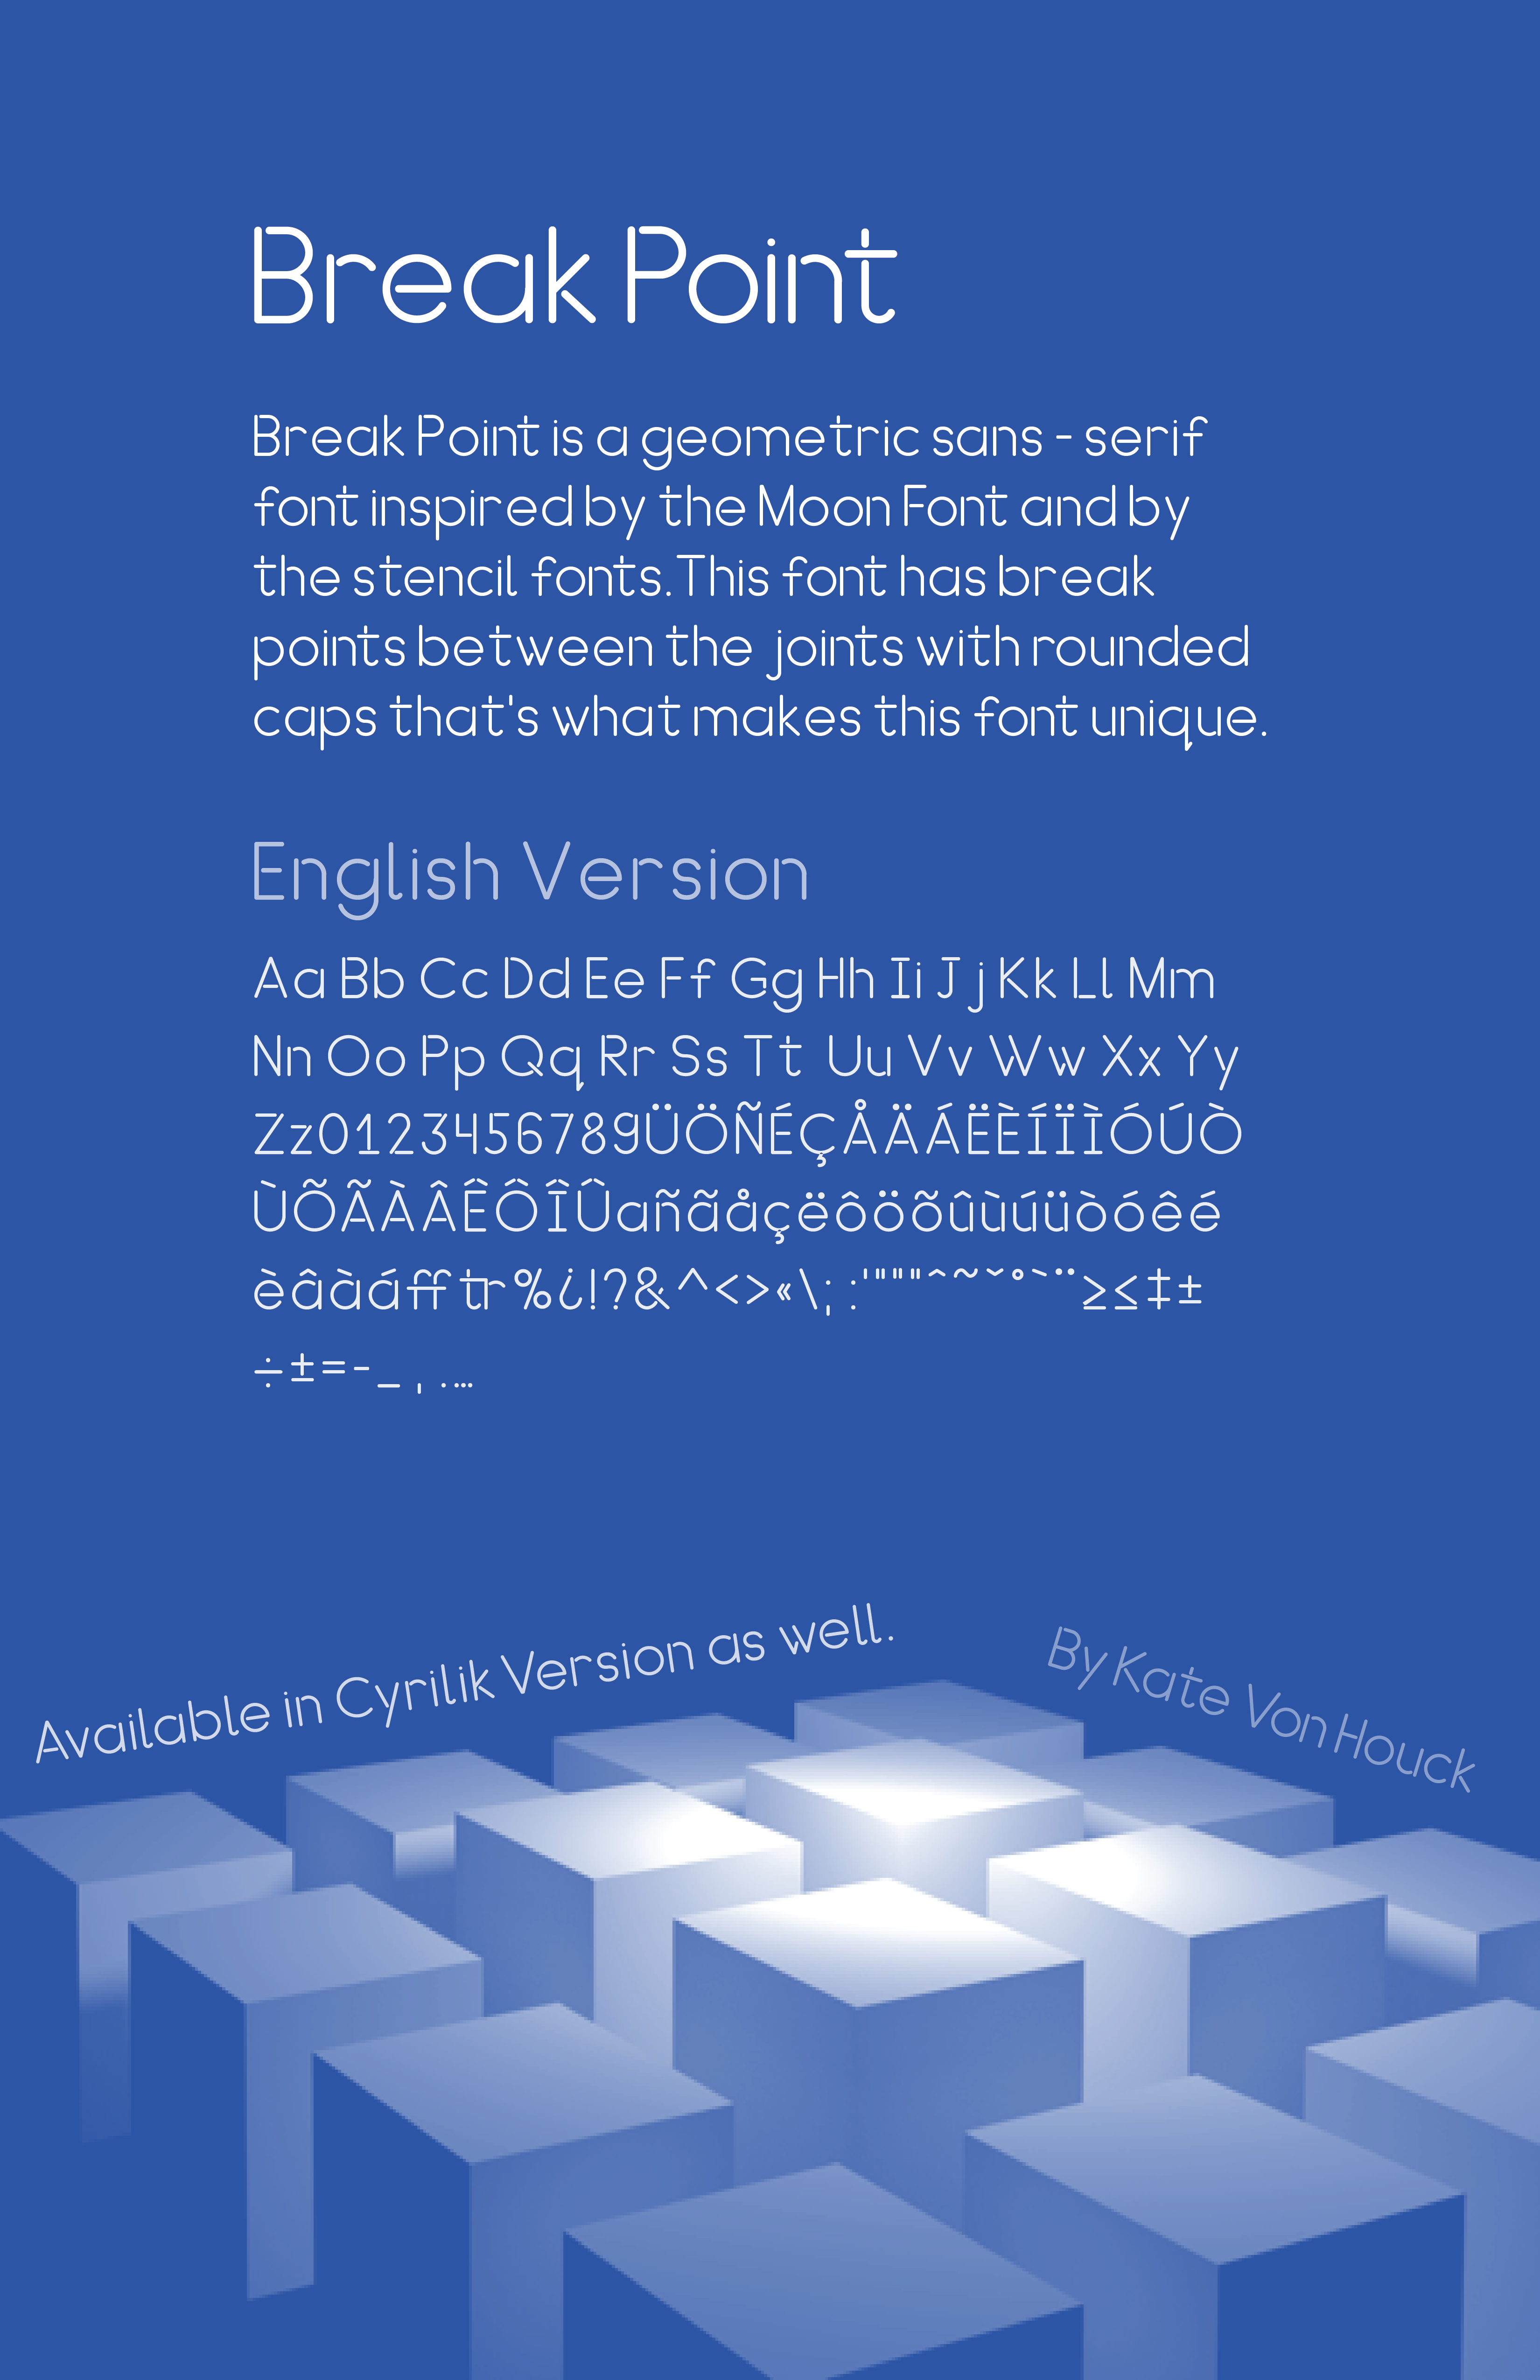 Break Point
Break Point is a geometric sans - serif
font inspired by the Moon Font and by
the stencil fonts.This font has break
points between the joints with rounded
caps that's what makes this font unique.
English Version
Aa Bb Cc Dd Ee Ff Gg Hh Ii Jj Kk Ll Mm
Nn Oo Pp Qq Rr Ss Tt Uu Vv Ww Xx Yy
Zz0123456789ÜÖÑÉÇÅÄÁËÈÍÏÌÓÚÒ
ÙÕÃÀÂÊÔÎÛañãåçëôöõûùúüòóêé
èâàáfftr%¿!?&^<>«\;:'"""ˆ~ˇ°`¨≥≤‡±
÷±=-_,.…
Available in Cyrilik Version as well.
By Kate Von Houck